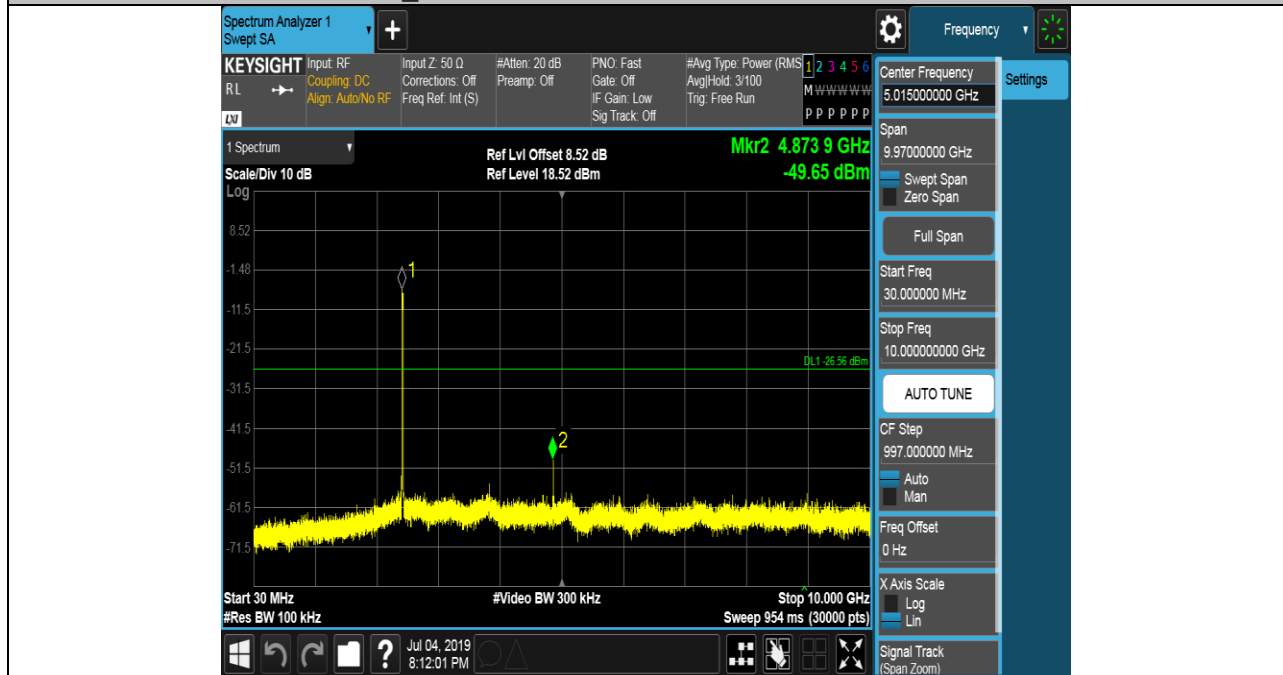 Spectrum Analyzer 1
Swept SA
+
Frequency
KEYSIGHT
RL
LXI
Input: RF
Coupling: DC
Align: Auto/No RF
Input Z: 50 Ω
Corrections: Off
Freq Ref: Int (S)
#Atten: 20 dB
Preamp: Off
PNO: Fast
Gate: Off
IF Gain: Low
Sig Track: Off
#Avg Type: Power (RMS
Avg|Hold: 3/100
Trig: Free Run
1 2 3 4 5 6
M W W W W W
P P P P P P
1 Spectrum
Scale/Div 10 dB
Log
Ref Lvl Offset 8.52 dB
Ref Level 18.52 dBm
Mkr2 4.873 9 GHz
-49.65 dBm
8.52
-1.48
-11.5
-21.5
-31.5
-41.5
-51.5
-61.5
-71.5
1
2
DL1 -26.56 dBm
Start 30 MHz
#Res BW 100 kHz
#Video BW 300 kHz
Stop 10.000 GHz
Sweep 954 ms (30000 pts)
Center Frequency
5.015000000 GHz
Settings
Span
9.97000000 GHz
Swept Span
Zero Span
Full Span
Start Freq
30.000000 MHz
Stop Freq
10.000000000 GHz
AUTO TUNE
CF Step
997.000000 MHz
Auto
Man
Freq Offset
0 Hz
X Axis Scale
Log
Lin
Signal Track
(Span Zoom)
?
Jul 04, 2019
8:12:01 PM